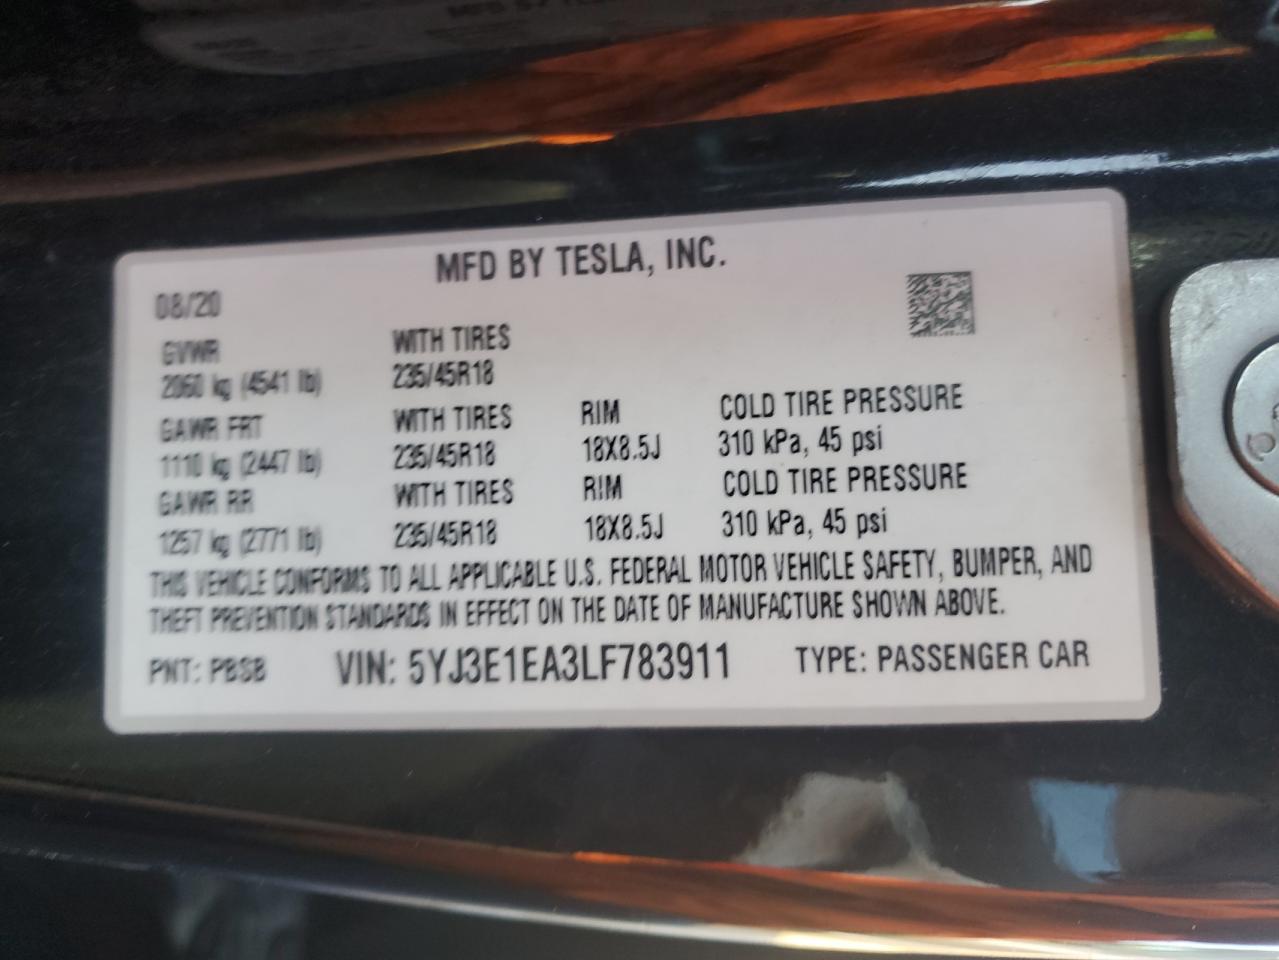 MFD BY TESLA, INC.
08/20
GVWR WITH TIRES
2060 kg (4541 lb) 235/45R18
GAWR FRT WITH TIRES RIM COLD TIRE PRESSURE
1110 kg (2447 lb) 235/45R18 18X8.5J 310 kPa, 45 psi
GAWR RR WITH TIRES RIM COLD TIRE PRESSURE
1257 kg (2771 lb) 235/45R18 18X8.5J 310 kPa, 45 psi
THIS VEHICLE CONFORMS TO ALL APPLICABLE U.S. FEDERAL MOTOR VEHICLE SAFETY, BUMPER, AND
THEFT PREVENTION STANDARDS IN EFFECT ON THE DATE OF MANUFACTURE SHOWN ABOVE.
PNT: PBSB VIN: 5YJ3E1EA3LF783911 TYPE: PASSENGER CAR